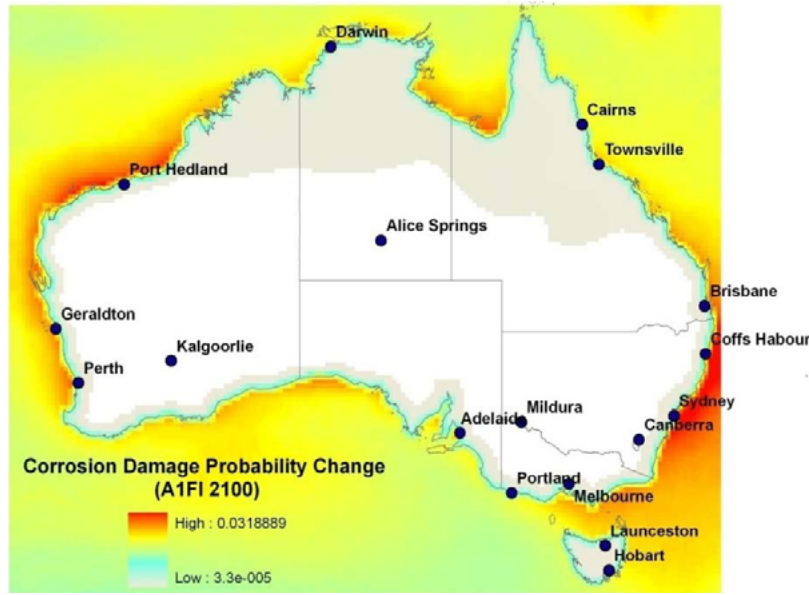 Darwin
Cairns
Townsville
Port Hedland
Alice Springs
Brisbane
Geraldton
Coffs Habour
Kalgoorlie
Perth
Sydney
Mildura
Adelaid
Canberra
Corrosion Damage Probability Change
(A1FI 2100)
Portland
Melbourne
High : 0.0318889
Launceston
Hobart
Low : 3.3e-005